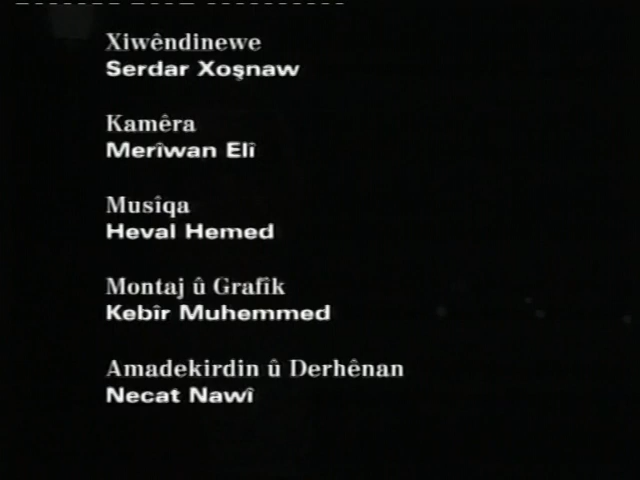 Xiwêndinewe
Serdar Xoşnaw
Kamêra
Merîwan Elî
Musîqa
Heval Hemed
Montaj û Grafîk
Kebîr Muhemmed
Amadekirdin û Derhênan
Necat Nawî